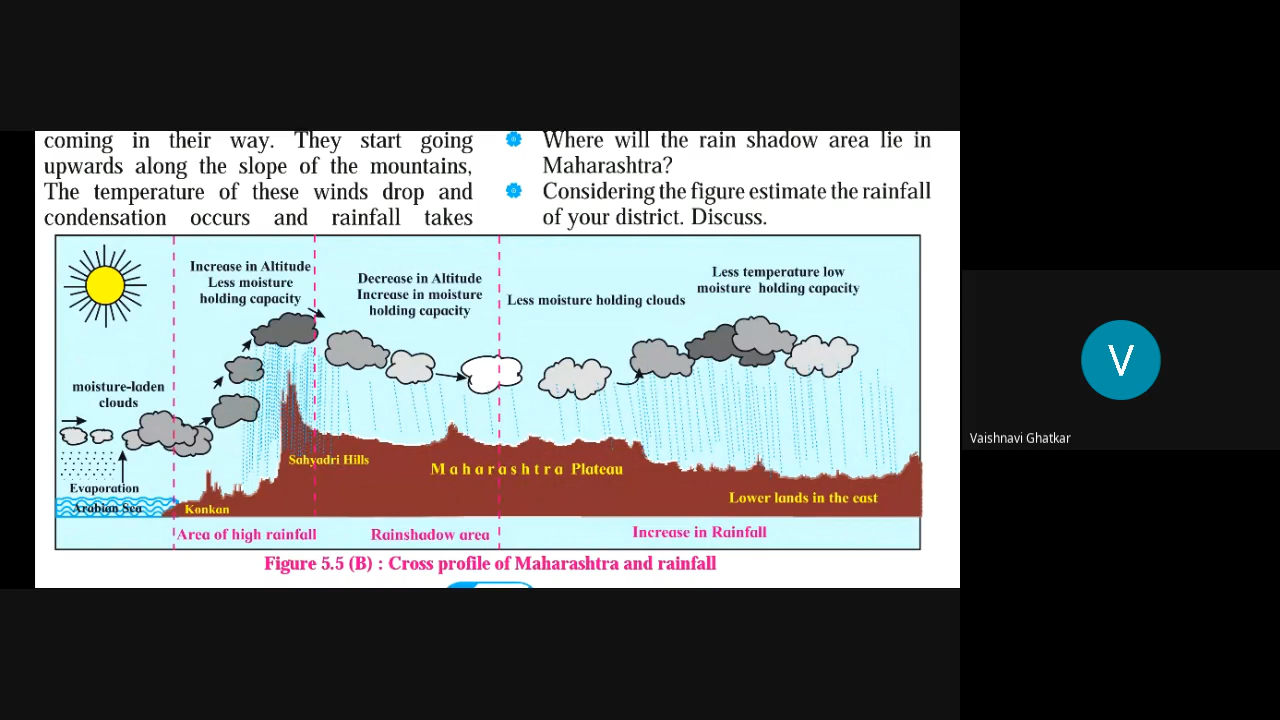 coming in their way. They start going
upwards along the slope of the mountains,
The temperature of these winds drop and
condensation occurs and rainfall takes
Where will the rain shadow area lie in
Maharashtra?
Considering the figure estimate the rainfall
of your district. Discuss.
Increase in Altitude
Less moisture
holding capacity
Decrease in Altitude
Increase in moisture
holding capacity
Less moisture holding clouds
Less temperature low
moisture holding capacity
moisture-laden
clouds
Evaporation
Arabian Sea
Konkan
Sahyadri Hills
Maharashtra Plateau
Lower lands in the east
Area of high rainfall
Rainshadow area
Increase in Rainfall
Figure 5.5 (B) : Cross profile of Maharashtra and rainfall
V
Vaishnavi Ghatkar